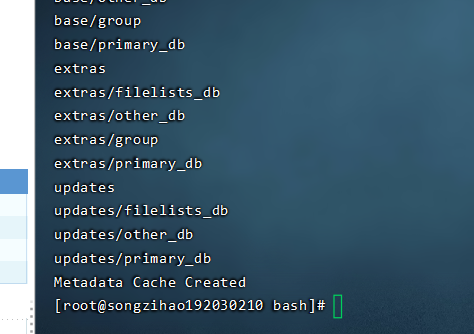 base/other_db
base/group
base/primary_db
extras
extras/filelists_db
extras/other_db
extras/group
extras/primary_db
updates
updates/filelists_db
updates/other_db
updates/primary_db
Metadata Cache Created
[root@songzihao192030210 bash]#